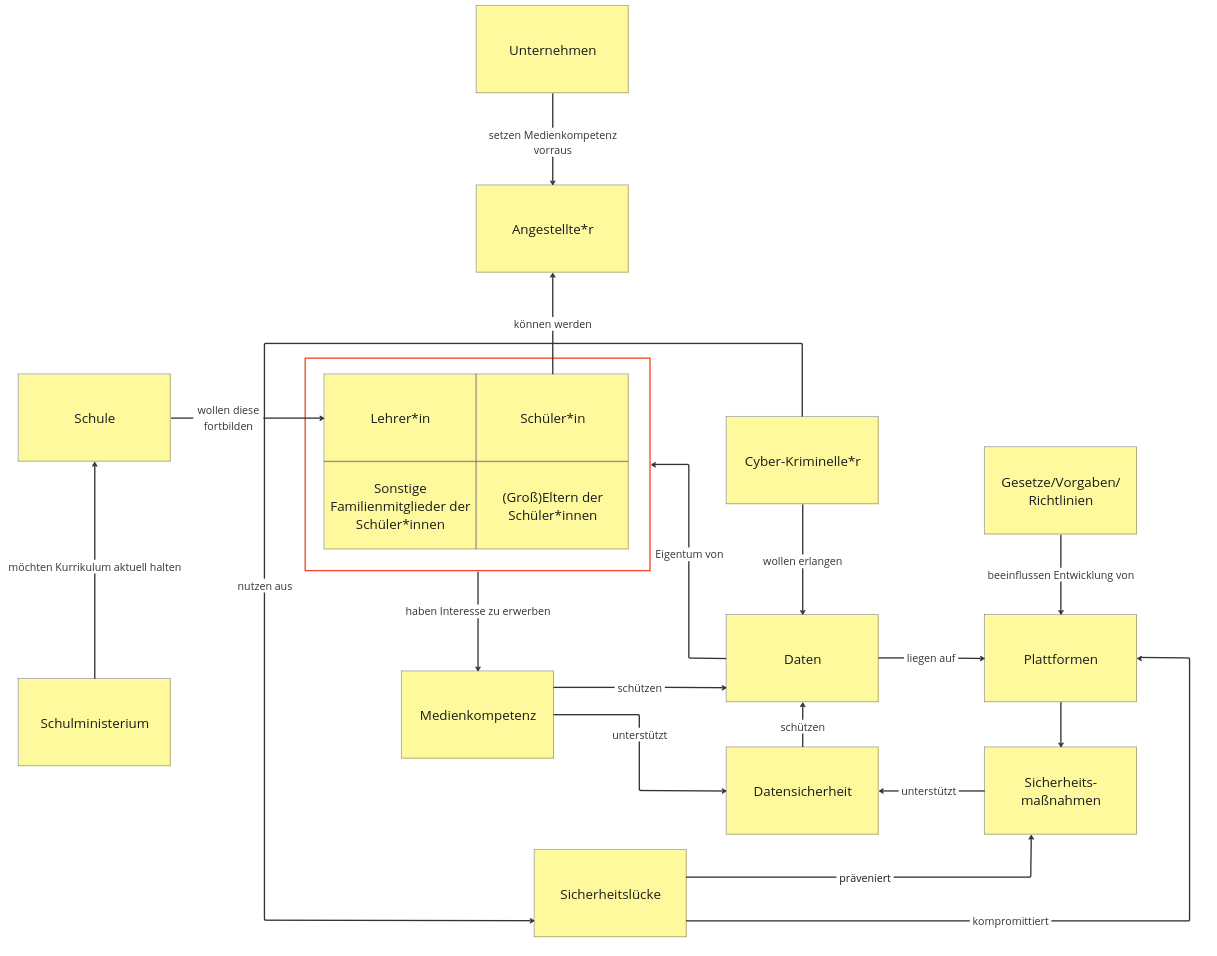 Unternehmen
setzen Medienkompetenz
vorraus
Angestellte*r
können werden
Schule
wollen diese
fortbilden
Lehrer*in
Schüler*in
Sonstige
Familienmitglieder der
Schüler*innen
(Groß)Eltern der
Schüler*innen
Cyber-Kriminelle*r
Gesetze/Vorgaben/
Richtlinien
Eigentum von
wollen erlangen
möchten Kurrikulum aktuell halten
beeinflussen Entwicklung von
nutzen aus
haben Interesse zu erwerben
Daten
liegen auf
Plattformen
Schulministerium
Medienkompetenz
schützen
unterstützt
schützen
Datensicherheit
unterstützt
Sicherheits-
maßnahmen
Sicherheitslücke
präveniert
kompromittiert